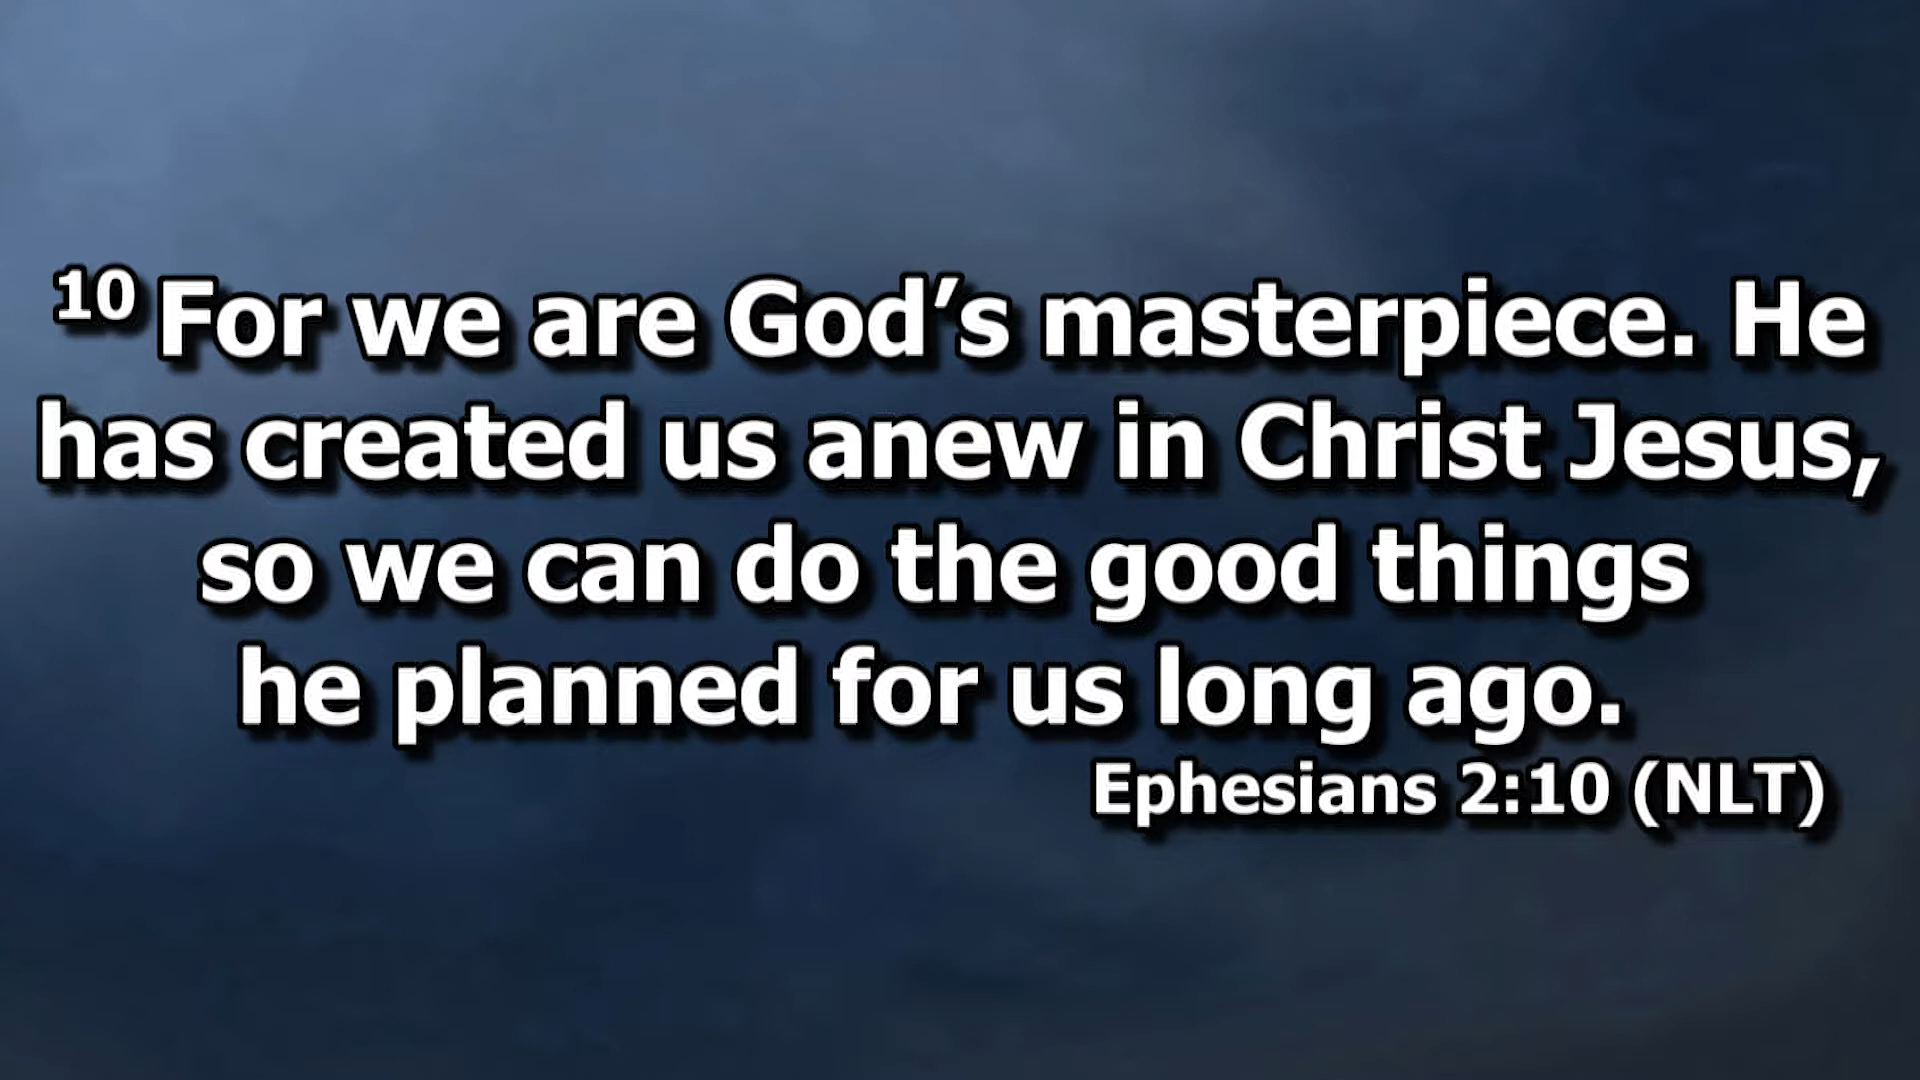 10 For we are God’s masterpiece. He
has created us anew in Christ Jesus,
so we can do the good things
he planned for us long ago.
Ephesians 2:10 (NLT)